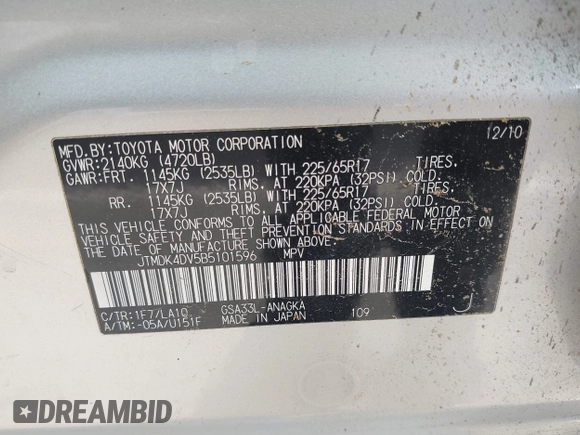 MFD.BY:TOYOTA MOTOR CORPORATION 12/10
GVWR:2140KG (4720LB)
GAWR:FRT. 1145KG (2535LB) WITH 225/65R17 TIRES.
17X7J RIMS. AT 220KPA (32PSI) COLD.
RR. 1145KG (2535LB) WITH 225/65R17 TIRES.
17X7J RIMS. AT 220KPA (32PSI) COLD.
THIS VEHICLE CONFORMS TO ALL APPLICABLE FEDERAL MOTOR
VEHICLE SAFETY AND THEFT PREVENTION STANDARDS IN EFFECT ON
THE DATE OF MANUFACTURE SHOWN ABOVE.
JTMDK4DV5B5101596 MPV
C/TR:1F7/LA10 GSA33L-ANAGKA J
A/TM:-05A/U151F MADE IN JAPAN 109
DREAMBID